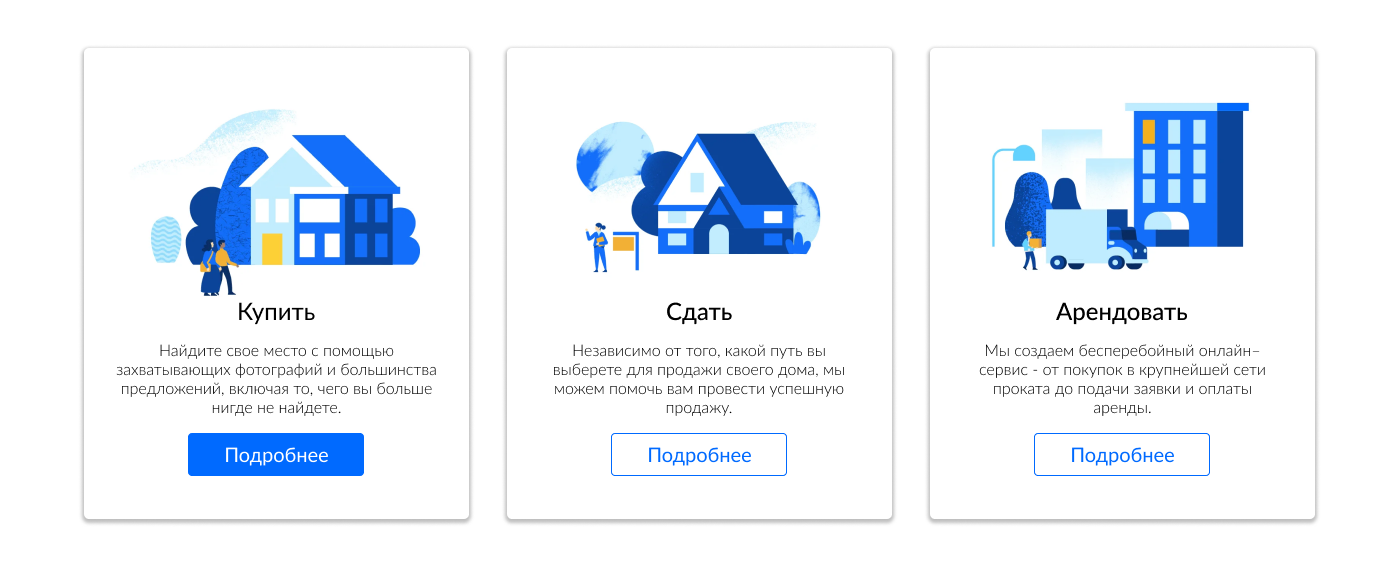 Купить
Найдите свое место с помощью
захватывающих фотографий и большинства
предложений, включая то, чего вы больше
нигде не найдете.
Подробнее
Сдать
Независимо от того, какой путь вы
выберете для продажи своего дома, мы
можем помочь вам провести успешную
продажу.
Подробнее
Арендовать
Мы создаем бесперебойный онлайн–
сервис - от покупок в крупнейшей сети
проката до подачи заявки и оплаты
аренды.
Подробнее